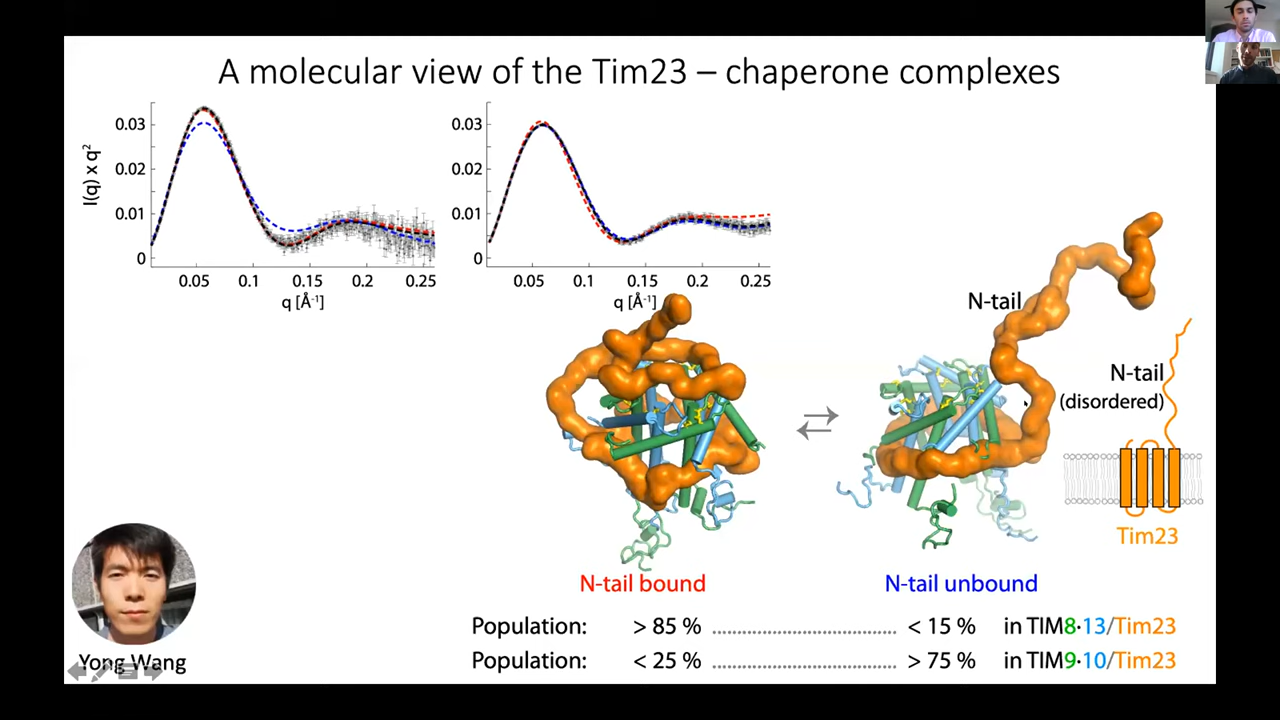 A molecular view of the Tim23 – chaperone complexes
I(q) x q²
0.03
0.02
0.01
0
0.05
0.1
0.15
0.2
0.25
q [Å⁻¹]
0.03
0.02
0.01
0
0.05
0.1
0.15
0.2
0.25
q [Å⁻¹]
N-tail
N-tail
(disordered)
Tim23
N-tail bound
N-tail unbound
Population: > 85 % ................................ < 15 % in TIM8·13/Tim23
Population: < 25 % ................................ > 75 % in TIM9·10/Tim23
Yong Wang